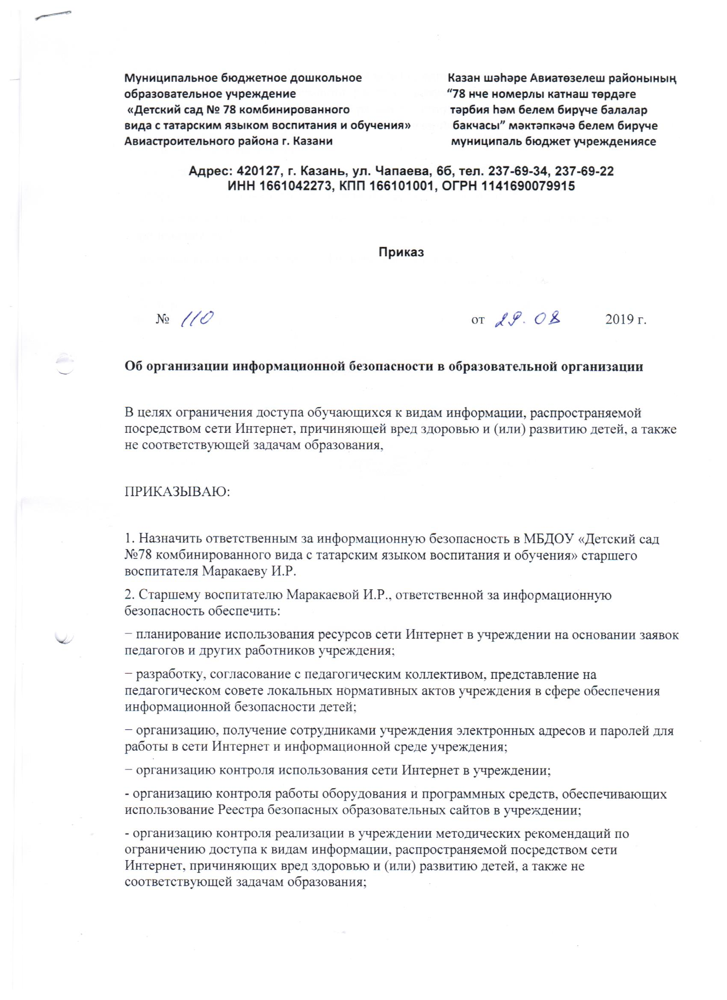 Муниципальное бюджетное дошкольное
образовательное учреждение
«Детский сад № 78 комбинированного
вида с татарским языком воспитания и обучения»
Авиастроительного района г. Казани
Казан шәһәре Авиатөзелеш районының
“78 нче номерлы катнаш төрдәге
тәрбия һәм белем бирүче балалар
бакчасы” мәктәпкәчә белем бирүче
муниципаль бюджет учреждениясе
Адрес: 420127, г. Казань, ул. Чапаева, 6б, тел. 237-69-34, 237-69-22
ИНН 1661042273, КПП 166101001, ОГРН 1141690079915
Приказ
№ 110 от 29.08 2019 г.
Об организации информационной безопасности в образовательной организации
В целях ограничения доступа обучающихся к видам информации, распространяемой
посредством сети Интернет, причиняющей вред здоровью и (или) развитию детей, а также
не соответствующей задачам образования,
ПРИКАЗЫВАЮ:
1. Назначить ответственным за информационную безопасность в МБДОУ «Детский сад
№78 комбинированного вида с татарским языком воспитания и обучения» старшего
воспитателя Маракаеву И.Р.
2. Старшему воспитателю Маракаевой И.Р., ответственной за информационную
безопасность обеспечить:
− планирование использования ресурсов сети Интернет в учреждении на основании заявок
педагогов и других работников учреждения;
− разработку, согласование с педагогическим коллективом, представление на
педагогическом совете локальных нормативных актов учреждения в сфере обеспечения
информационной безопасности детей;
− организацию, получение сотрудниками учреждения электронных адресов и паролей для
работы в сети Интернет и информационной среде учреждения;
− организацию контроля использования сети Интернет в учреждении;
- организацию контроля работы оборудования и программных средств, обеспечивающих
использование Реестра безопасных образовательных сайтов в учреждении;
- организацию контроля реализации в учреждении методических рекомендаций по
ограничению доступа к видам информации, распространяемой посредством сети
Интернет, причиняющих вред здоровью и (или) развитию детей, а также не
соответствующей задачам образования;